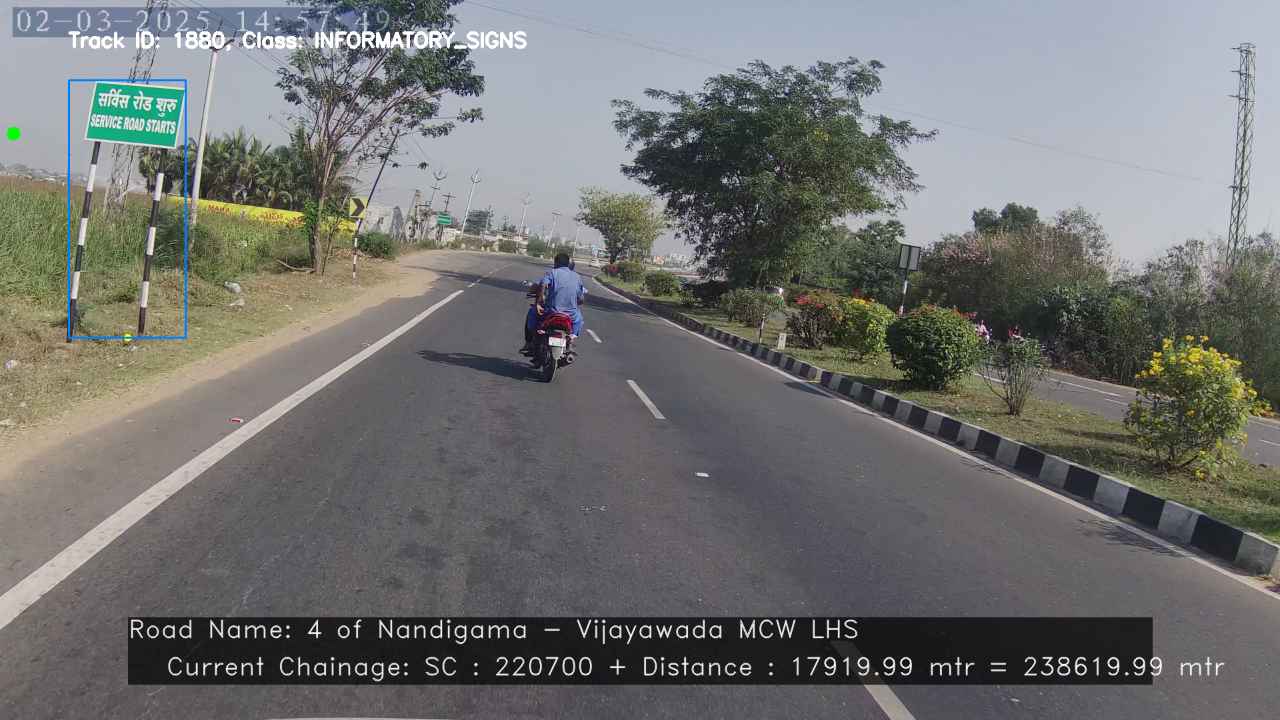 02-03-2025 14:57:49
Track ID: 1880, Class: INFORMATORY_SIGNS
सर्विस रोड शुरु
SERVICE ROAD STARTS
Road Name: 4 of Nandigama - Vijayawada MCW LHS
Current Chainage: SC : 220700 + Distance : 17919.99 mtr = 238619.99 mtr